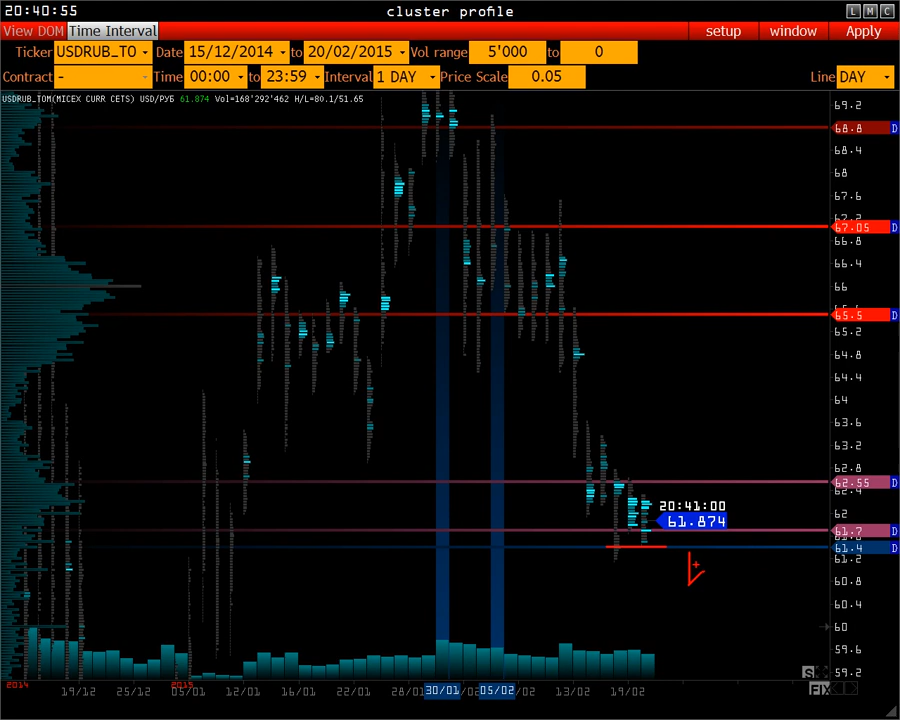 20:40:55 cluster profile L M C
View DOM Time Interval setup window Apply
Ticker USDRUB_TO Date 15/12/2014 to 20/02/2015 Vol range 5'000 to 0
Contract - Time 00:00 to 23:59 Interval 1 DAY Price Scale 0.05 Line DAY
USDRUB_TOM(MICEX CURR CETS) USD/РУБ 61.874 Vol=168'292'462 H/L=80.1/51.65
69.2
68.8 D
68.4
68
67.6
67.2
67.05 D
66.8
66.4
66
65.5 D
65.2
64.8
64.4
64
63.6
63.2
62.8
62.55 D
62.4
20:41:00
62
61.874
61.7 D
61.4 D
61.2
60.8
60.4
60
59.6
59.2
S
FIX
2014 2015
19/12 25/12 05/01 12/01 16/01 22/01 28/01 30/01 05/02 /02 13/02 19/02